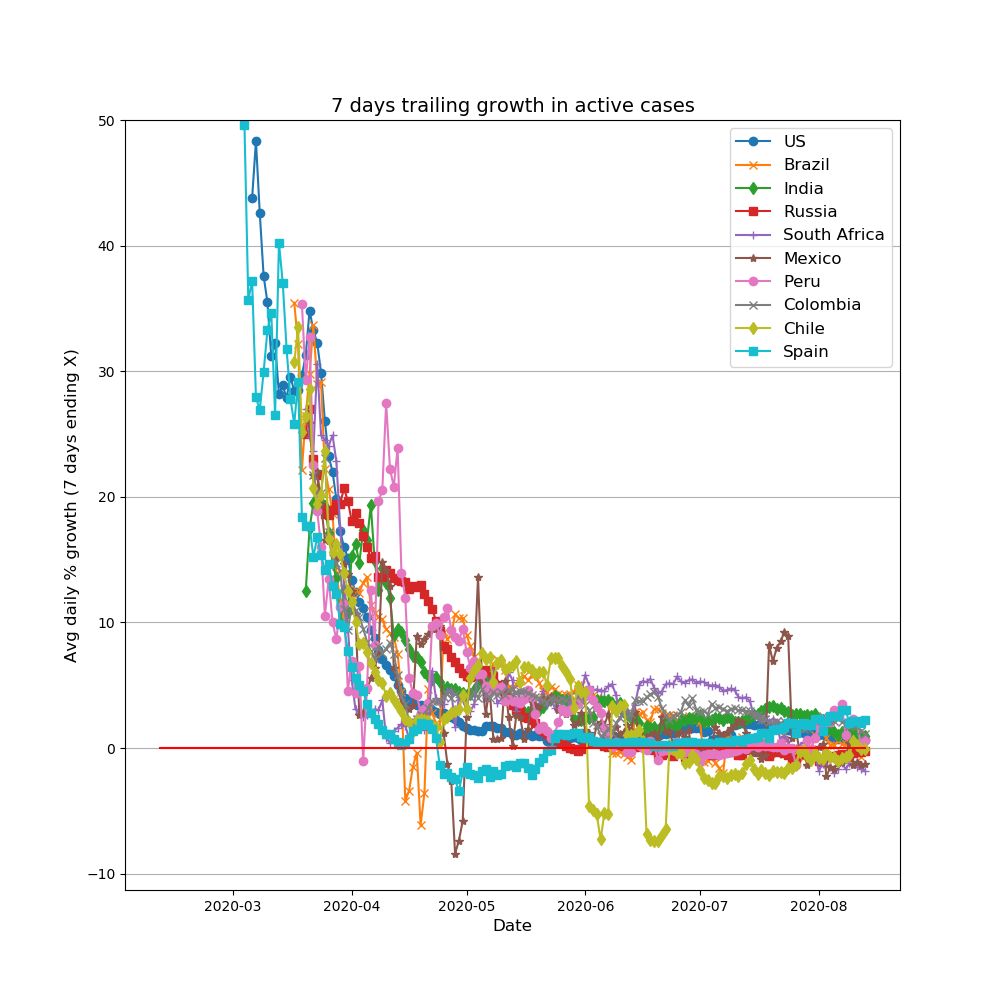 7 days trailing growth in active cases
Avg daily % growth (7 days ending X)
50
40
30
20
10
0
−10
US
Brazil
India
Russia
South Africa
Mexico
Peru
Colombia
Chile
Spain
2020-03
2020-04
2020-05
2020-06
2020-07
2020-08
Date